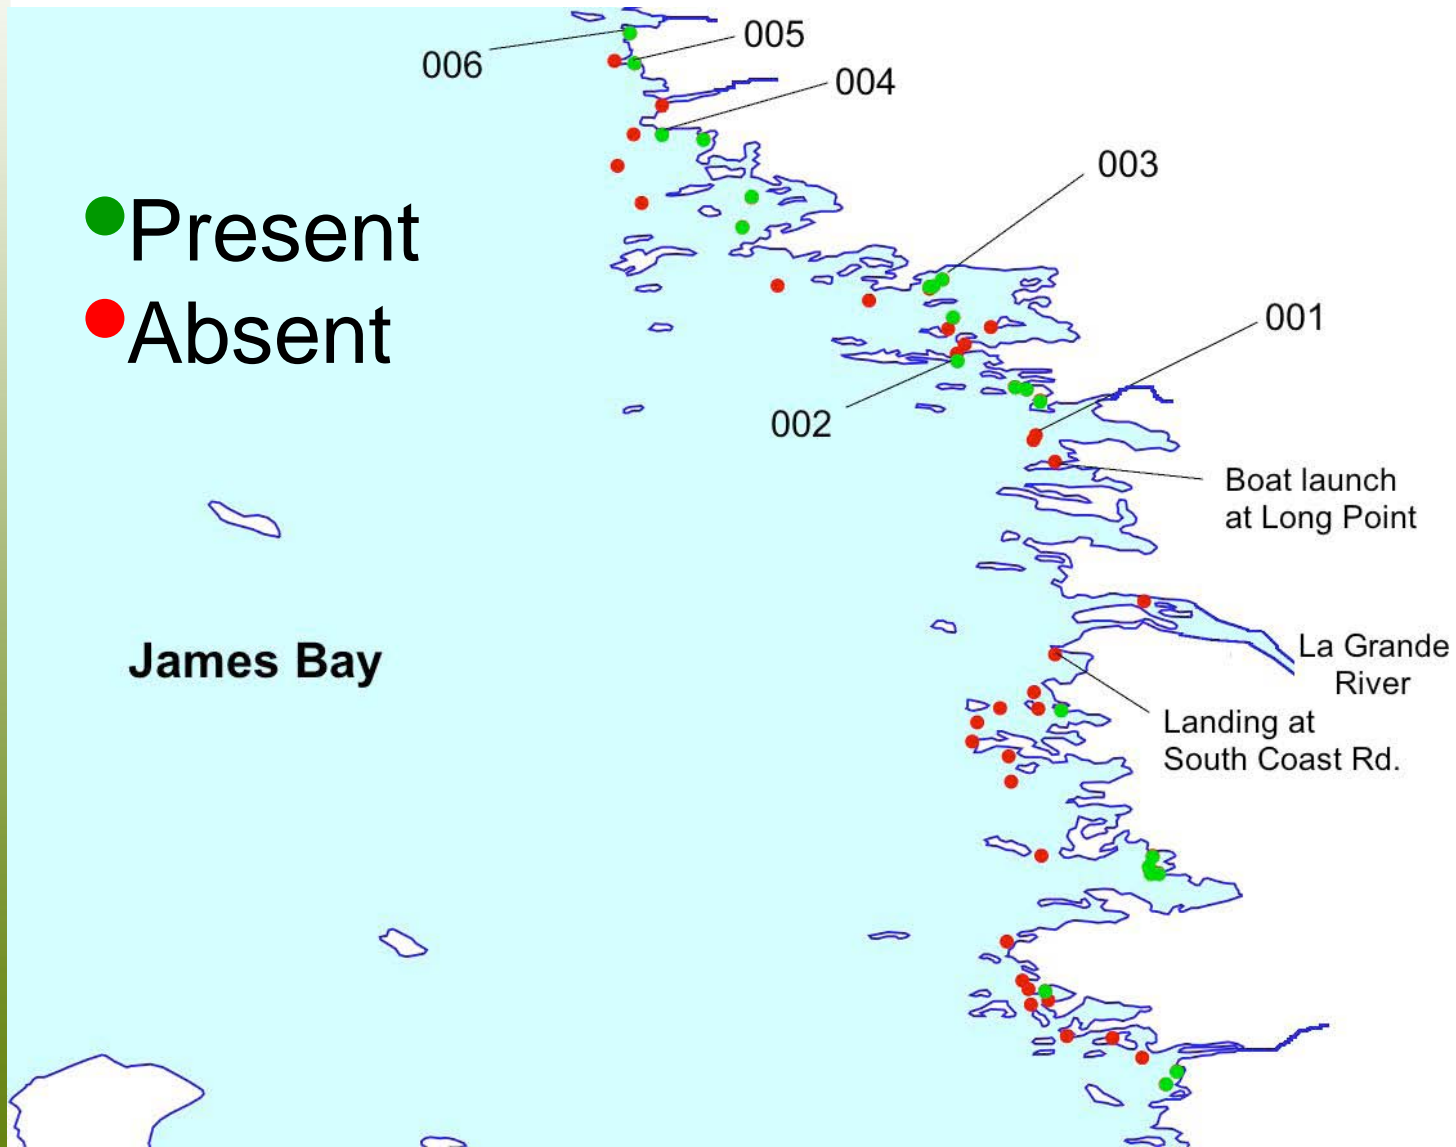 006
005
004
003
Present
Absent
001
002
Boat launch
at Long Point
James Bay
La Grande
River
Landing at
South Coast Rd.